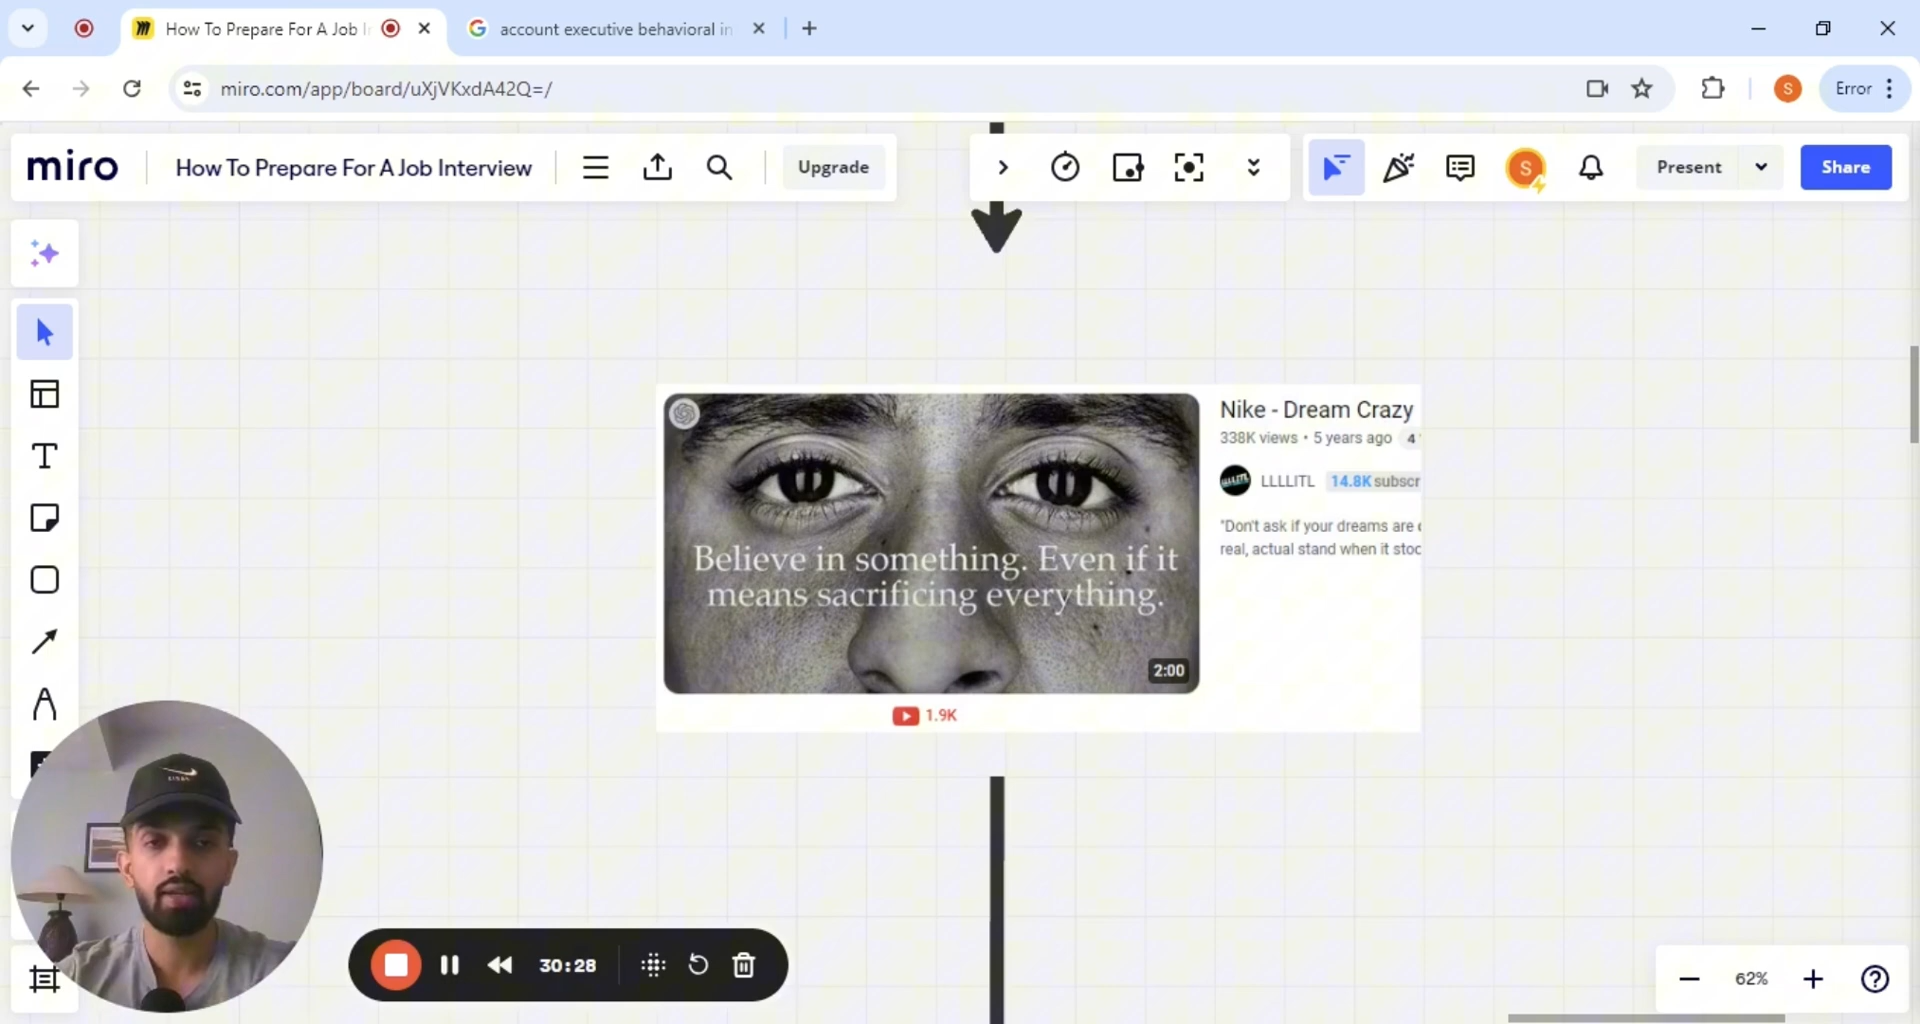 How To Prepare For A Job In
account executive behavioral in
miro.com/app/board/uXjVKxdA42Q=/
S
Error
miro
How To Prepare For A Job Interview
Upgrade
S
Present
Share
Nike - Dream Crazy
338K views • 5 years ago 4
LLLLITL 14.8K subscr
"Don't ask if your dreams are c
real, actual stand when it stoo
Believe in something. Even if it
means sacrificing everything.
2:00
1.9K
30:28
62%